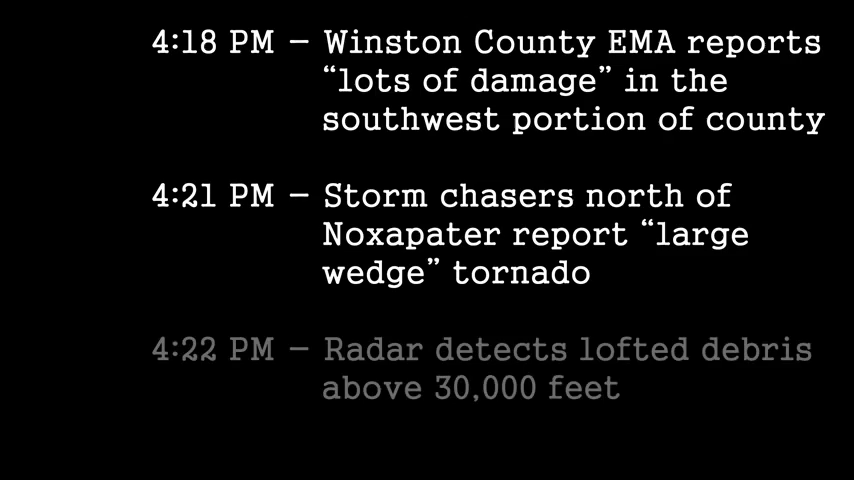 4:18 PM – Winston County EMA reports
“lots of damage” in the
southwest portion of county
4:21 PM – Storm chasers north of
Noxapater report “large
wedge” tornado
4:22 PM – Radar detects lofted debris
above 30,000 feet